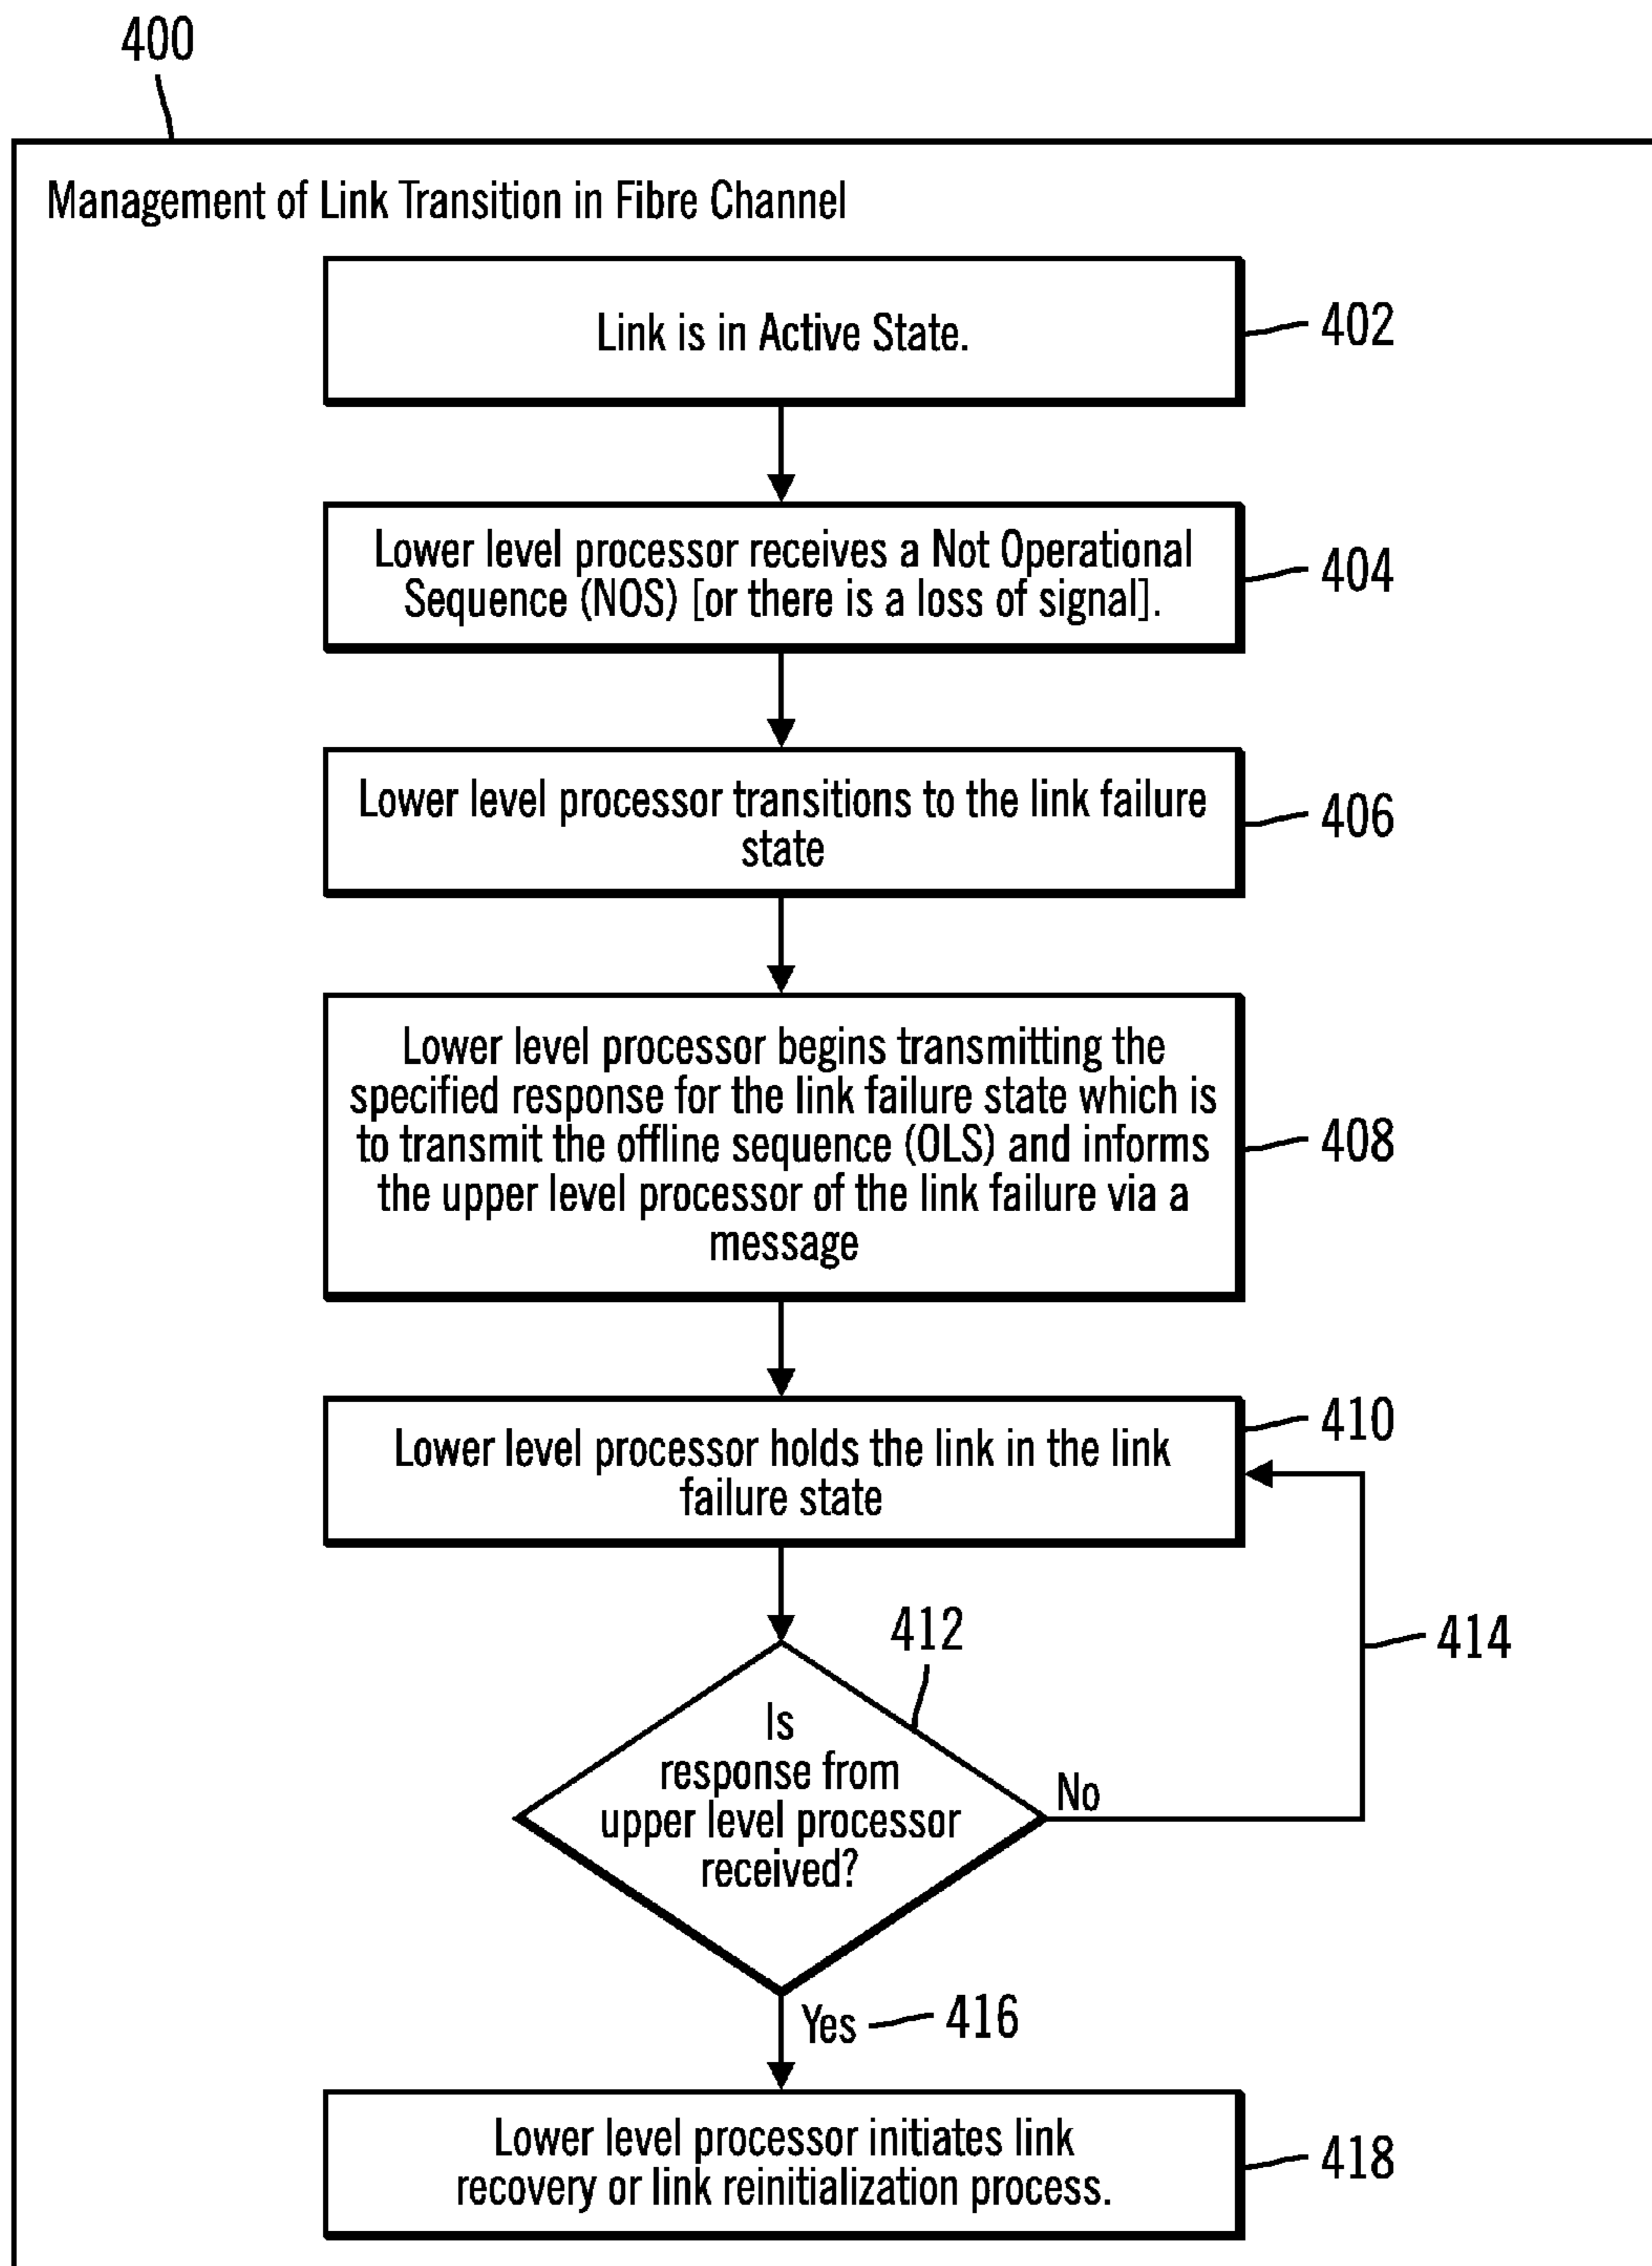 400
Management of Link Transition in Fibre Channel
Link is in Active State.
402
Lower level processor receives a Not Operational
Sequence (NOS) [or there is a loss of signal].
404
Lower level processor transitions to the link failure
state
406
Lower level processor begins transmitting the
specified response for the link failure state which is
to transmit the offline sequence (OLS) and informs
the upper level processor of the link failure via a
message
408
Lower level processor holds the link in the link
failure state
410
412
414
Is
response from
upper level processor
received?
No
Yes
416
Lower level processor initiates link
recovery or link reinitialization process.
418